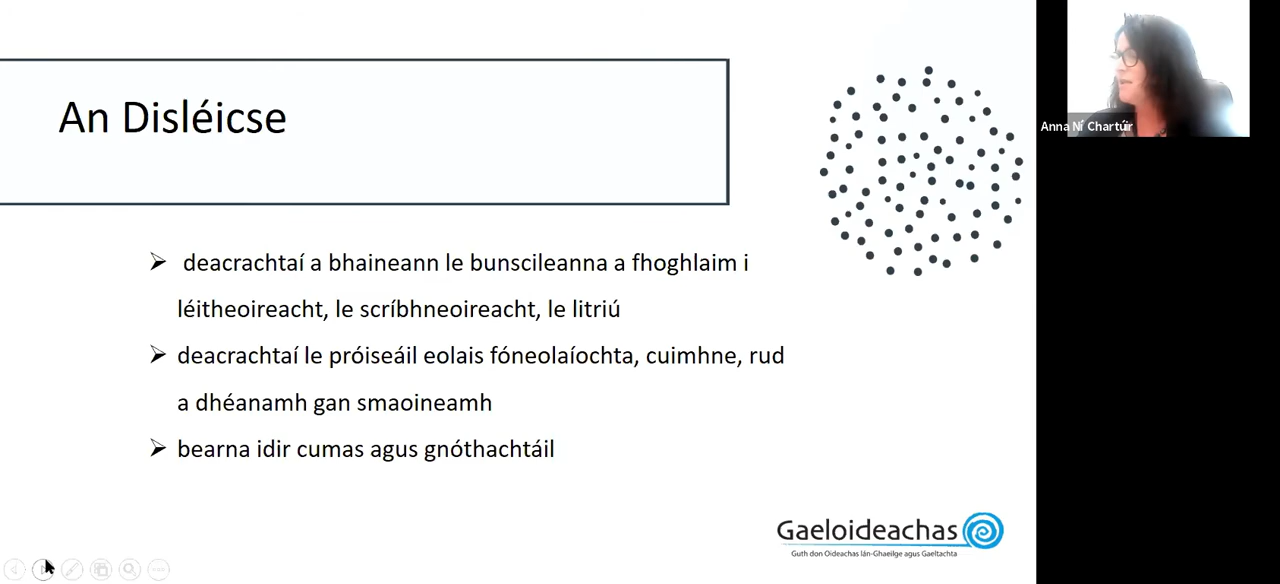 An Disléicse
deacrachtaí a bhaineann le bunscileanna a fhoghlaim i
léitheoireacht, le scríbhneoireacht, le litriú
deacrachtaí le próiseáil eolais fóneolaíochta, cuimhne, rud
a dhéanamh gan smaoineamh
bearna idir cumas agus gnóthachtáil
Gaeloideachas
Guth don Oideachas lán-Ghaeilge agus Gaeltachta
Anna Ní Chartúir